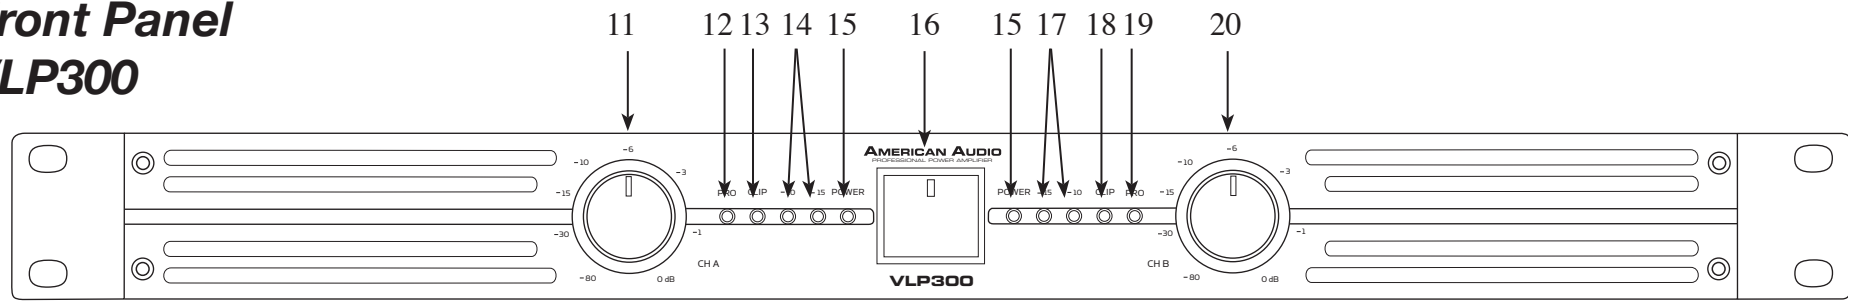 ront Panel
VLP300
11 12 13 14 15 16 15 17 18 19 20
-6 -6
-10 -3 -10 -3
AMERICAN AUDIO
PROFESSIONAL POWER AMPLIFIER
-15 PRO CLIP -10 -15 POWER POWER -15 -10 CLIP PRO -15
-30 -1 -30 -1
CH A CH B
-80 0 dB VLP300 -80 0 dB